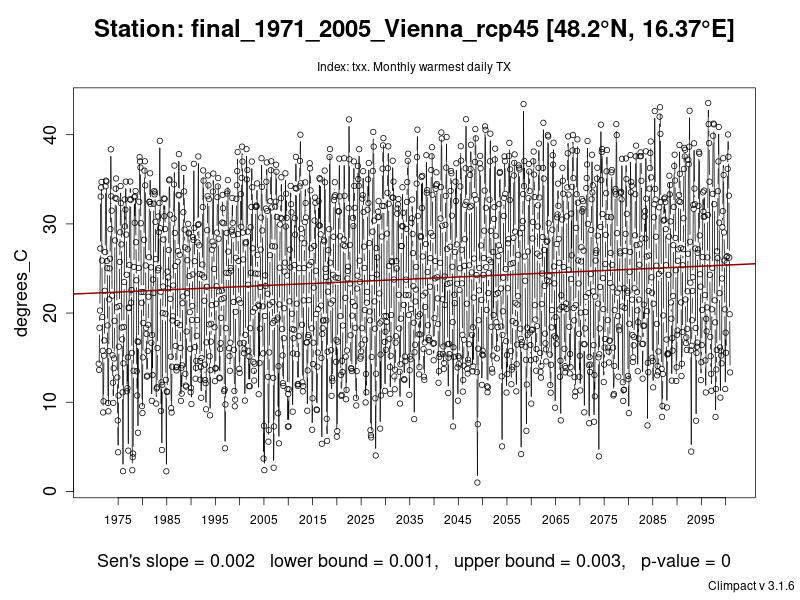 Station: final_1971_2005_Vienna_rcp45 [48.2°N, 16.37°E]
Index: txx. Monthly warmest daily TX
degrees_C
40
30
20
10
0
1975 1985 1995 2005 2015 2025 2035 2045 2055 2065 2075 2085 2095
Sen's slope = 0.002 lower bound = 0.001, upper bound = 0.003, p-value = 0
Climpact v 3.1.6